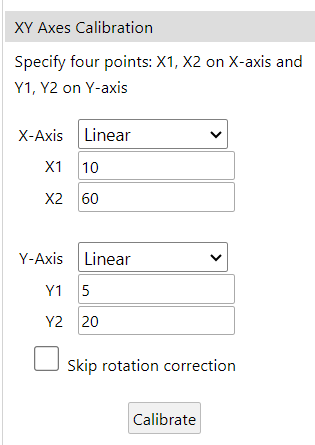 XY Axes Calibration
Specify four points: X1, X2 on X-axis and
Y1, Y2 on Y-axis
X-Axis Linear
X1 10
X2 60
Y-Axis Linear
Y1 5
Y2 20
Skip rotation correction
Calibrate